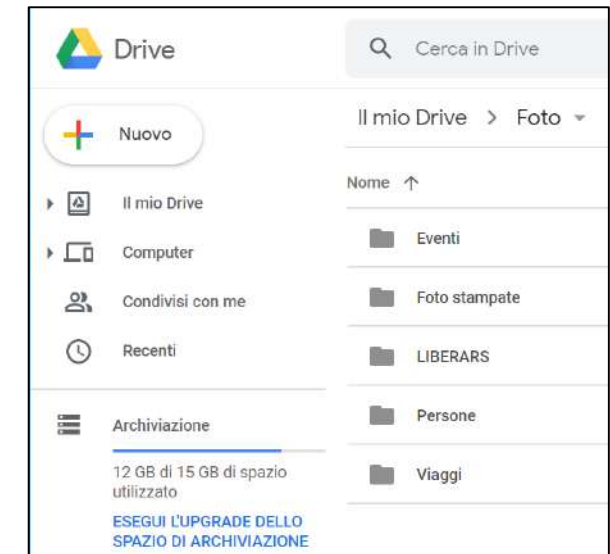 Drive
Cerca in Drive
Nuovo
Il mio Drive
Computer
Condivisi con me
Recenti
Archiviazione
12 GB di 15 GB di spazio
utilizzato
ESEGUI L'UPGRADE DELLO
SPAZIO DI ARCHIVIAZIONE
Il mio Drive > Foto
Nome ↑
Eventi
Foto stampate
LIBERARS
Persone
Viaggi